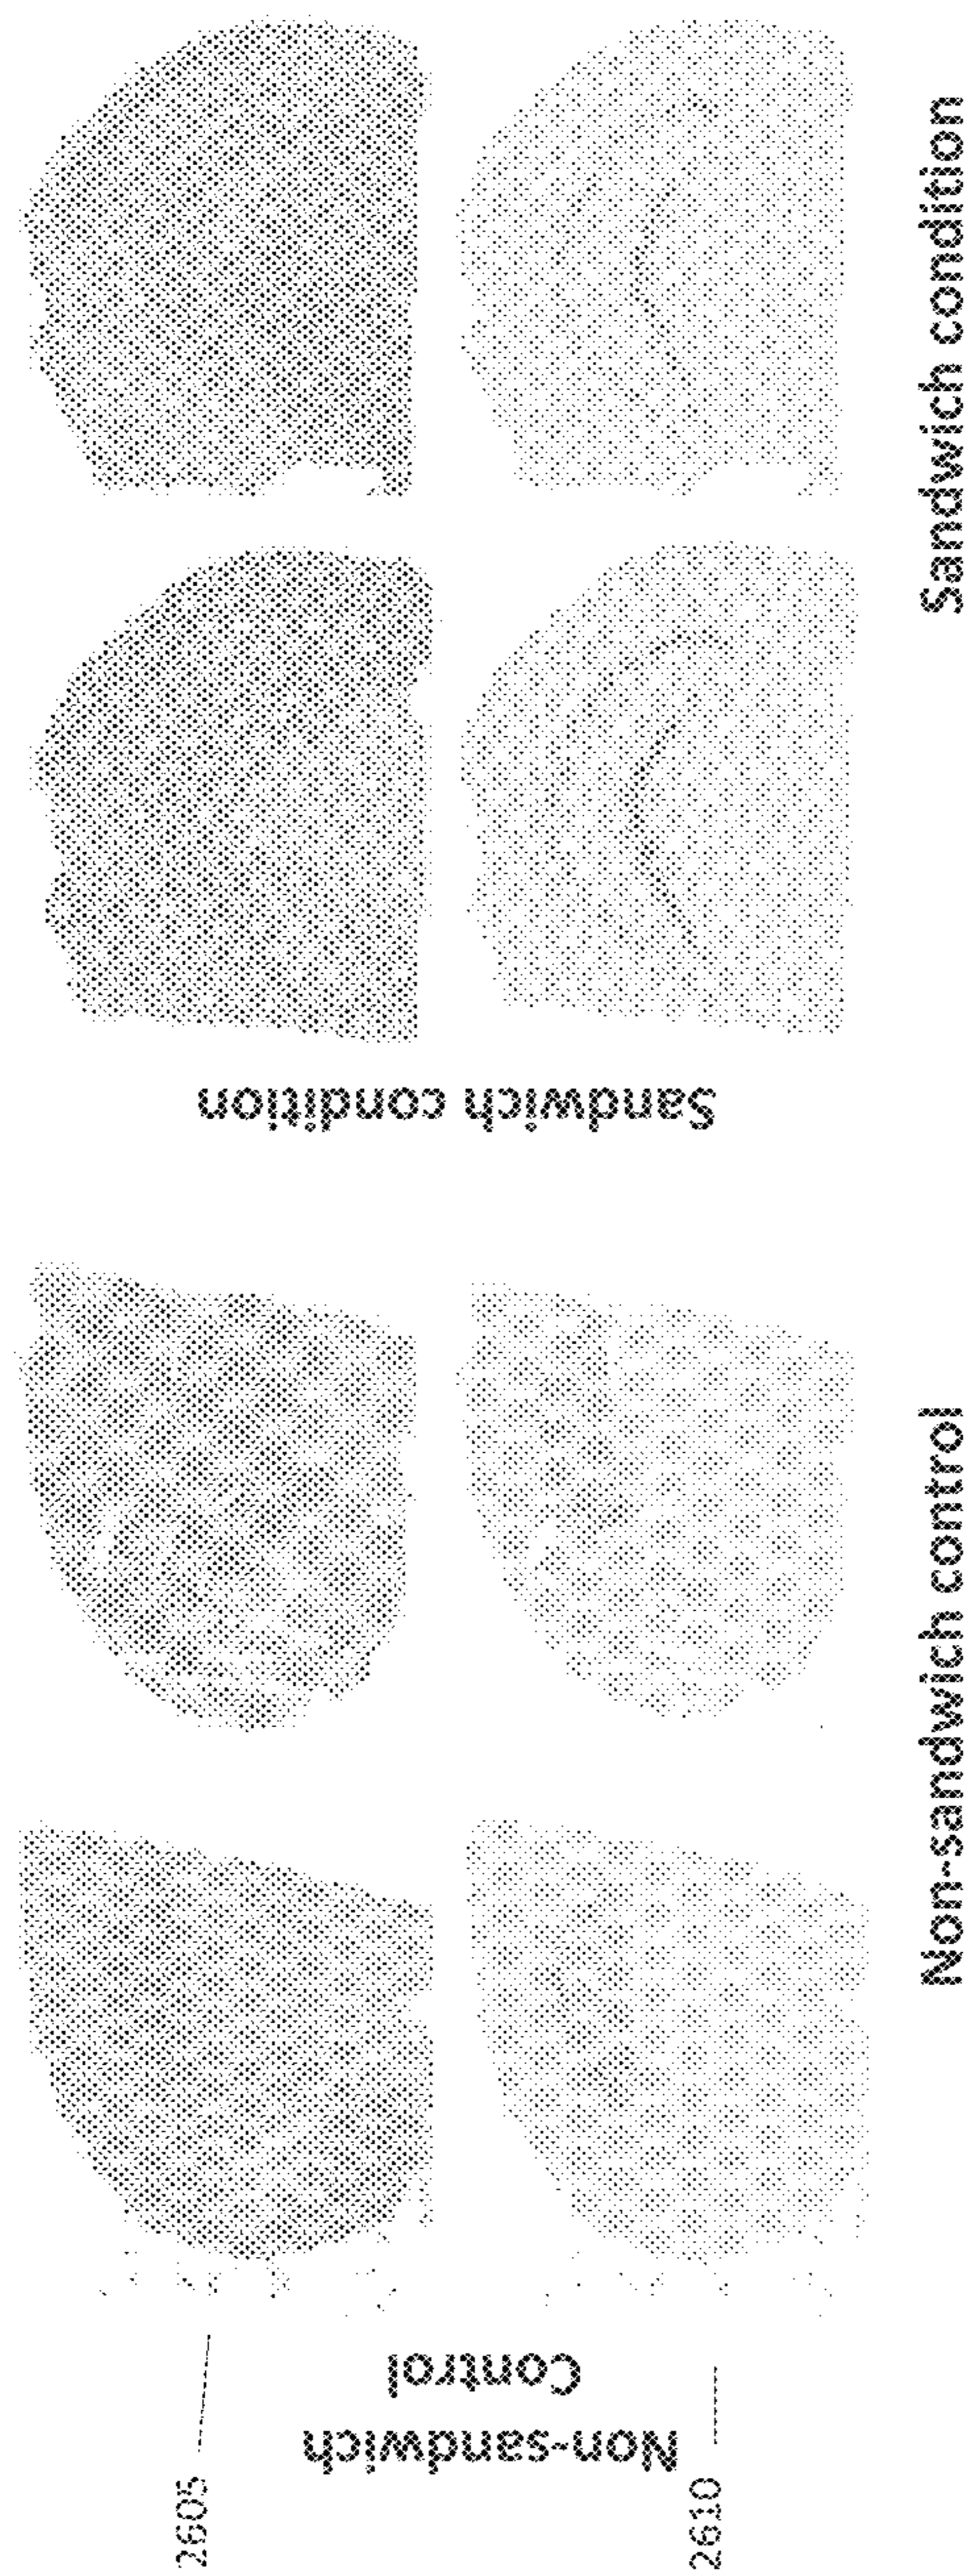 2605
2610
Non-sandwich
Control
Sandwich condition
Non-sandwich control
Sandwich condition